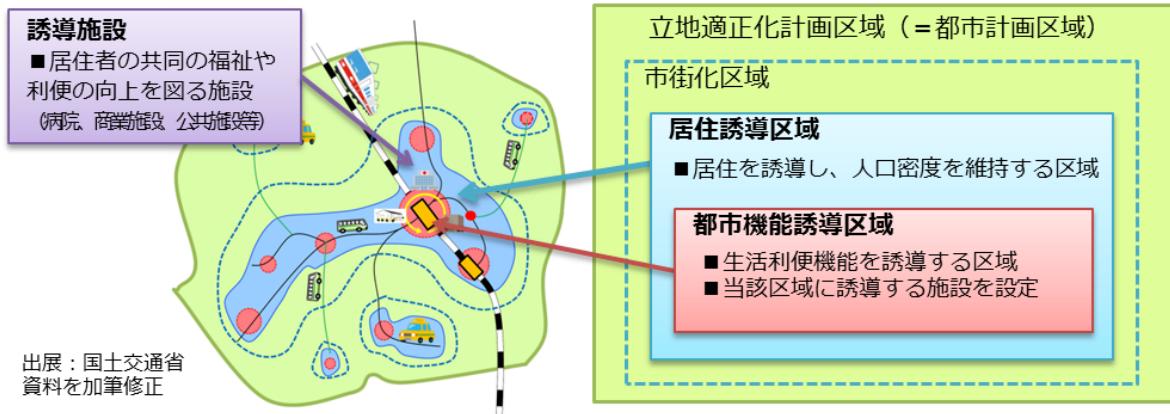 誘導施設
■居住者の共同の福祉や
利便の向上を図る施設
(病院、商業施設、公共施設等)
立地適正化計画区域（＝都市計画区域）
市街化区域
居住誘導区域
■居住を誘導し、人口密度を維持する区域
都市機能誘導区域
■生活利便機能を誘導する区域
■当該区域に誘導する施設を設定
出展：国土交通省
資料を加筆修正